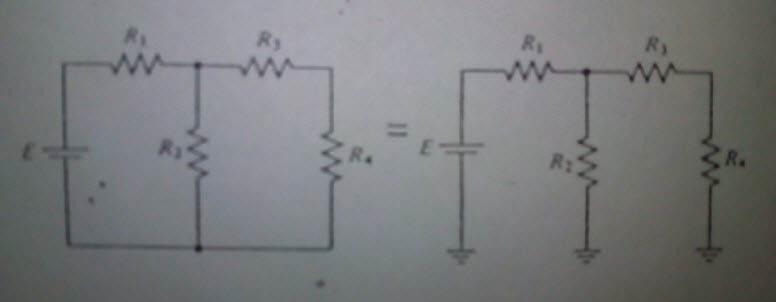 R₁
R₃
R₂
E
R₄
=
R₁
R₃
E
R₂
R₄